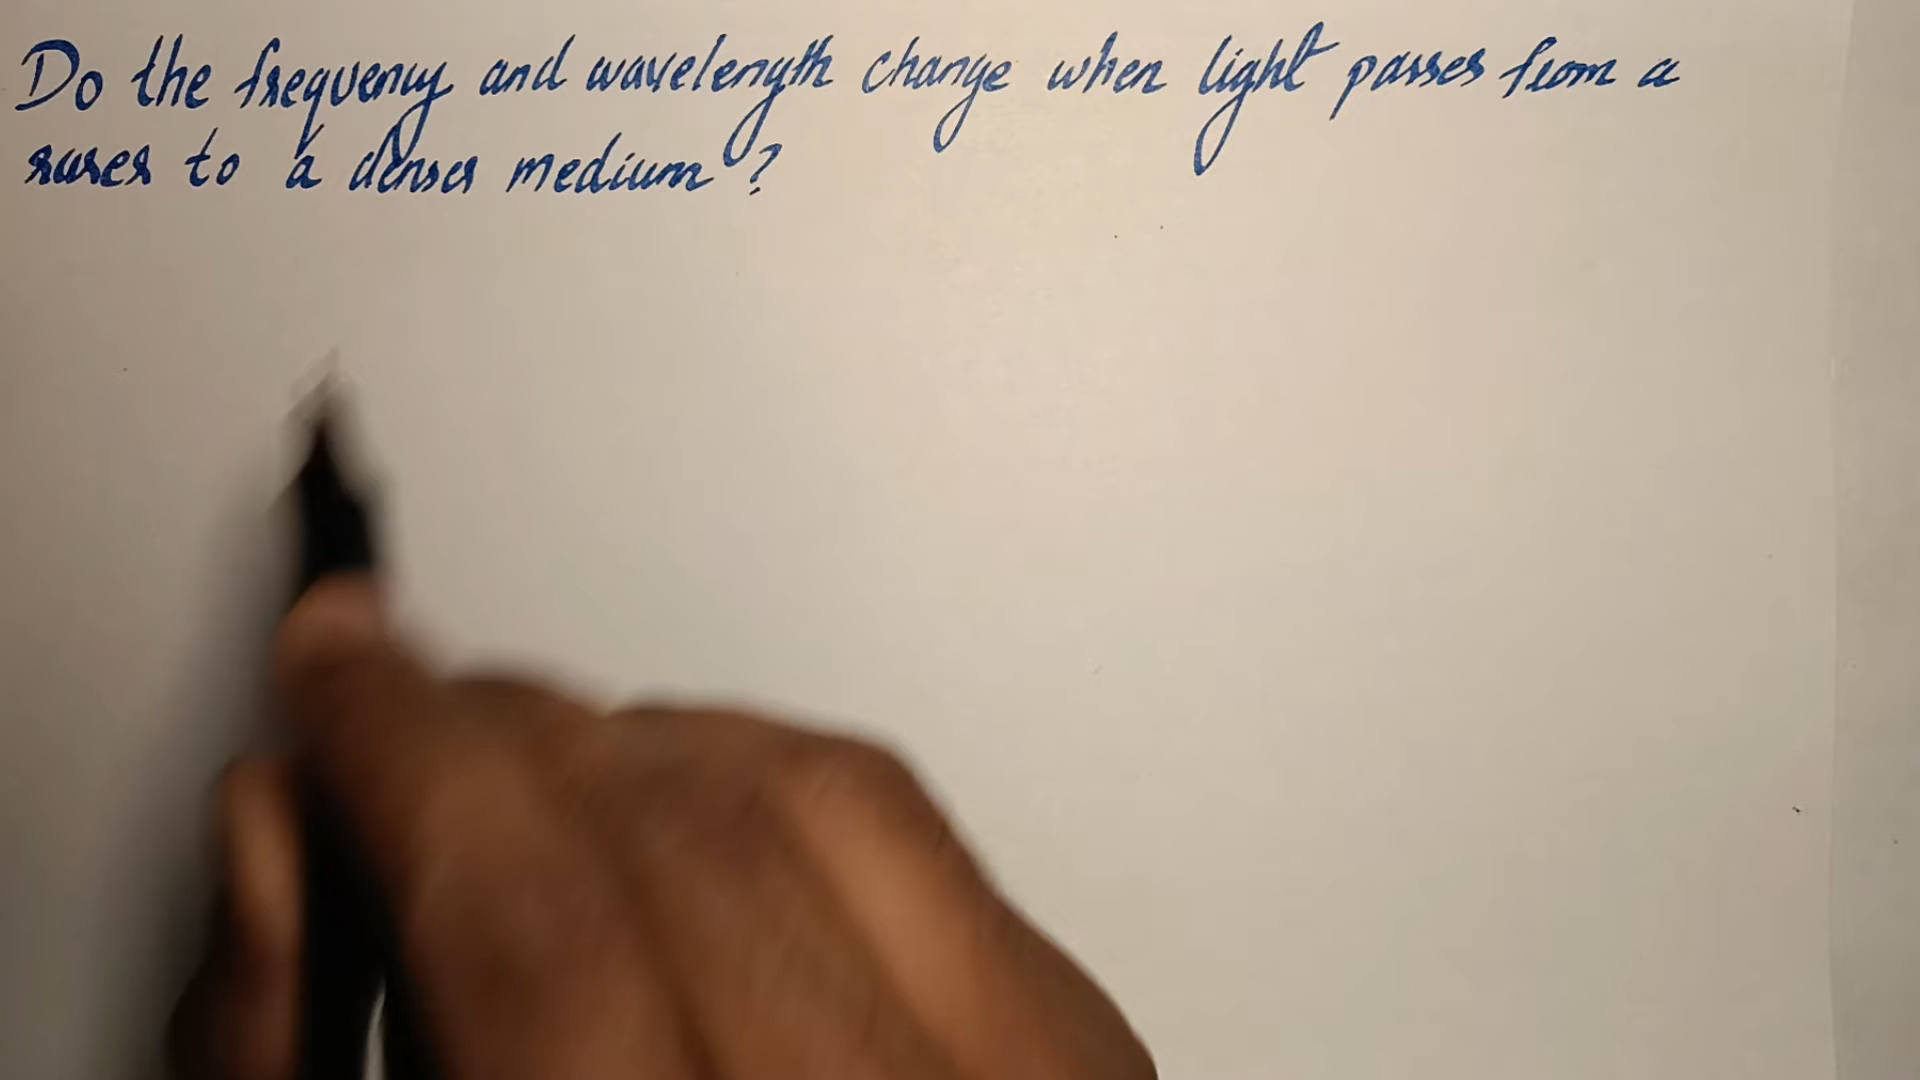 Do the frequency and wavelength change when light passes from a
rarer to a denser medium ?